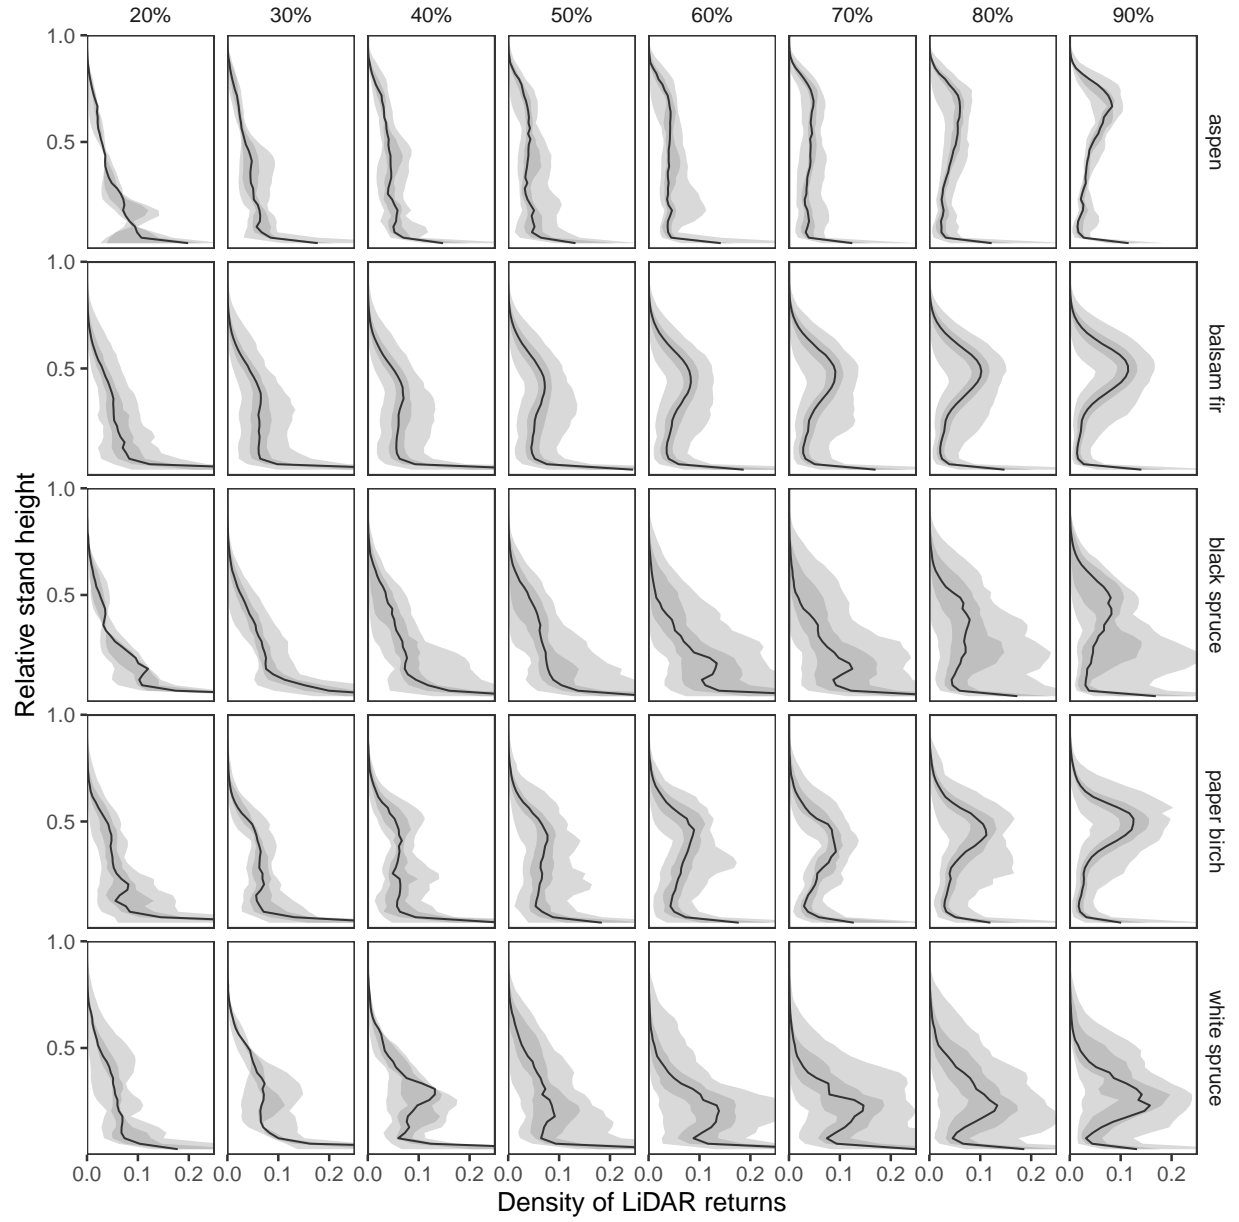 20% 30% 40% 50% 60% 70% 80% 90%
1.0
0.5
aspen
1.0
0.5
balsam fir
1.0
0.5
black spruce
1.0
0.5
paper birch
1.0
0.5
white spruce
Relative stand height
0.0 0.1 0.2 0.0 0.1 0.2 0.0 0.1 0.2 0.0 0.1 0.2 0.0 0.1 0.2 0.0 0.1 0.2 0.0 0.1 0.2 0.0 0.1 0.2
Density of LiDAR returns